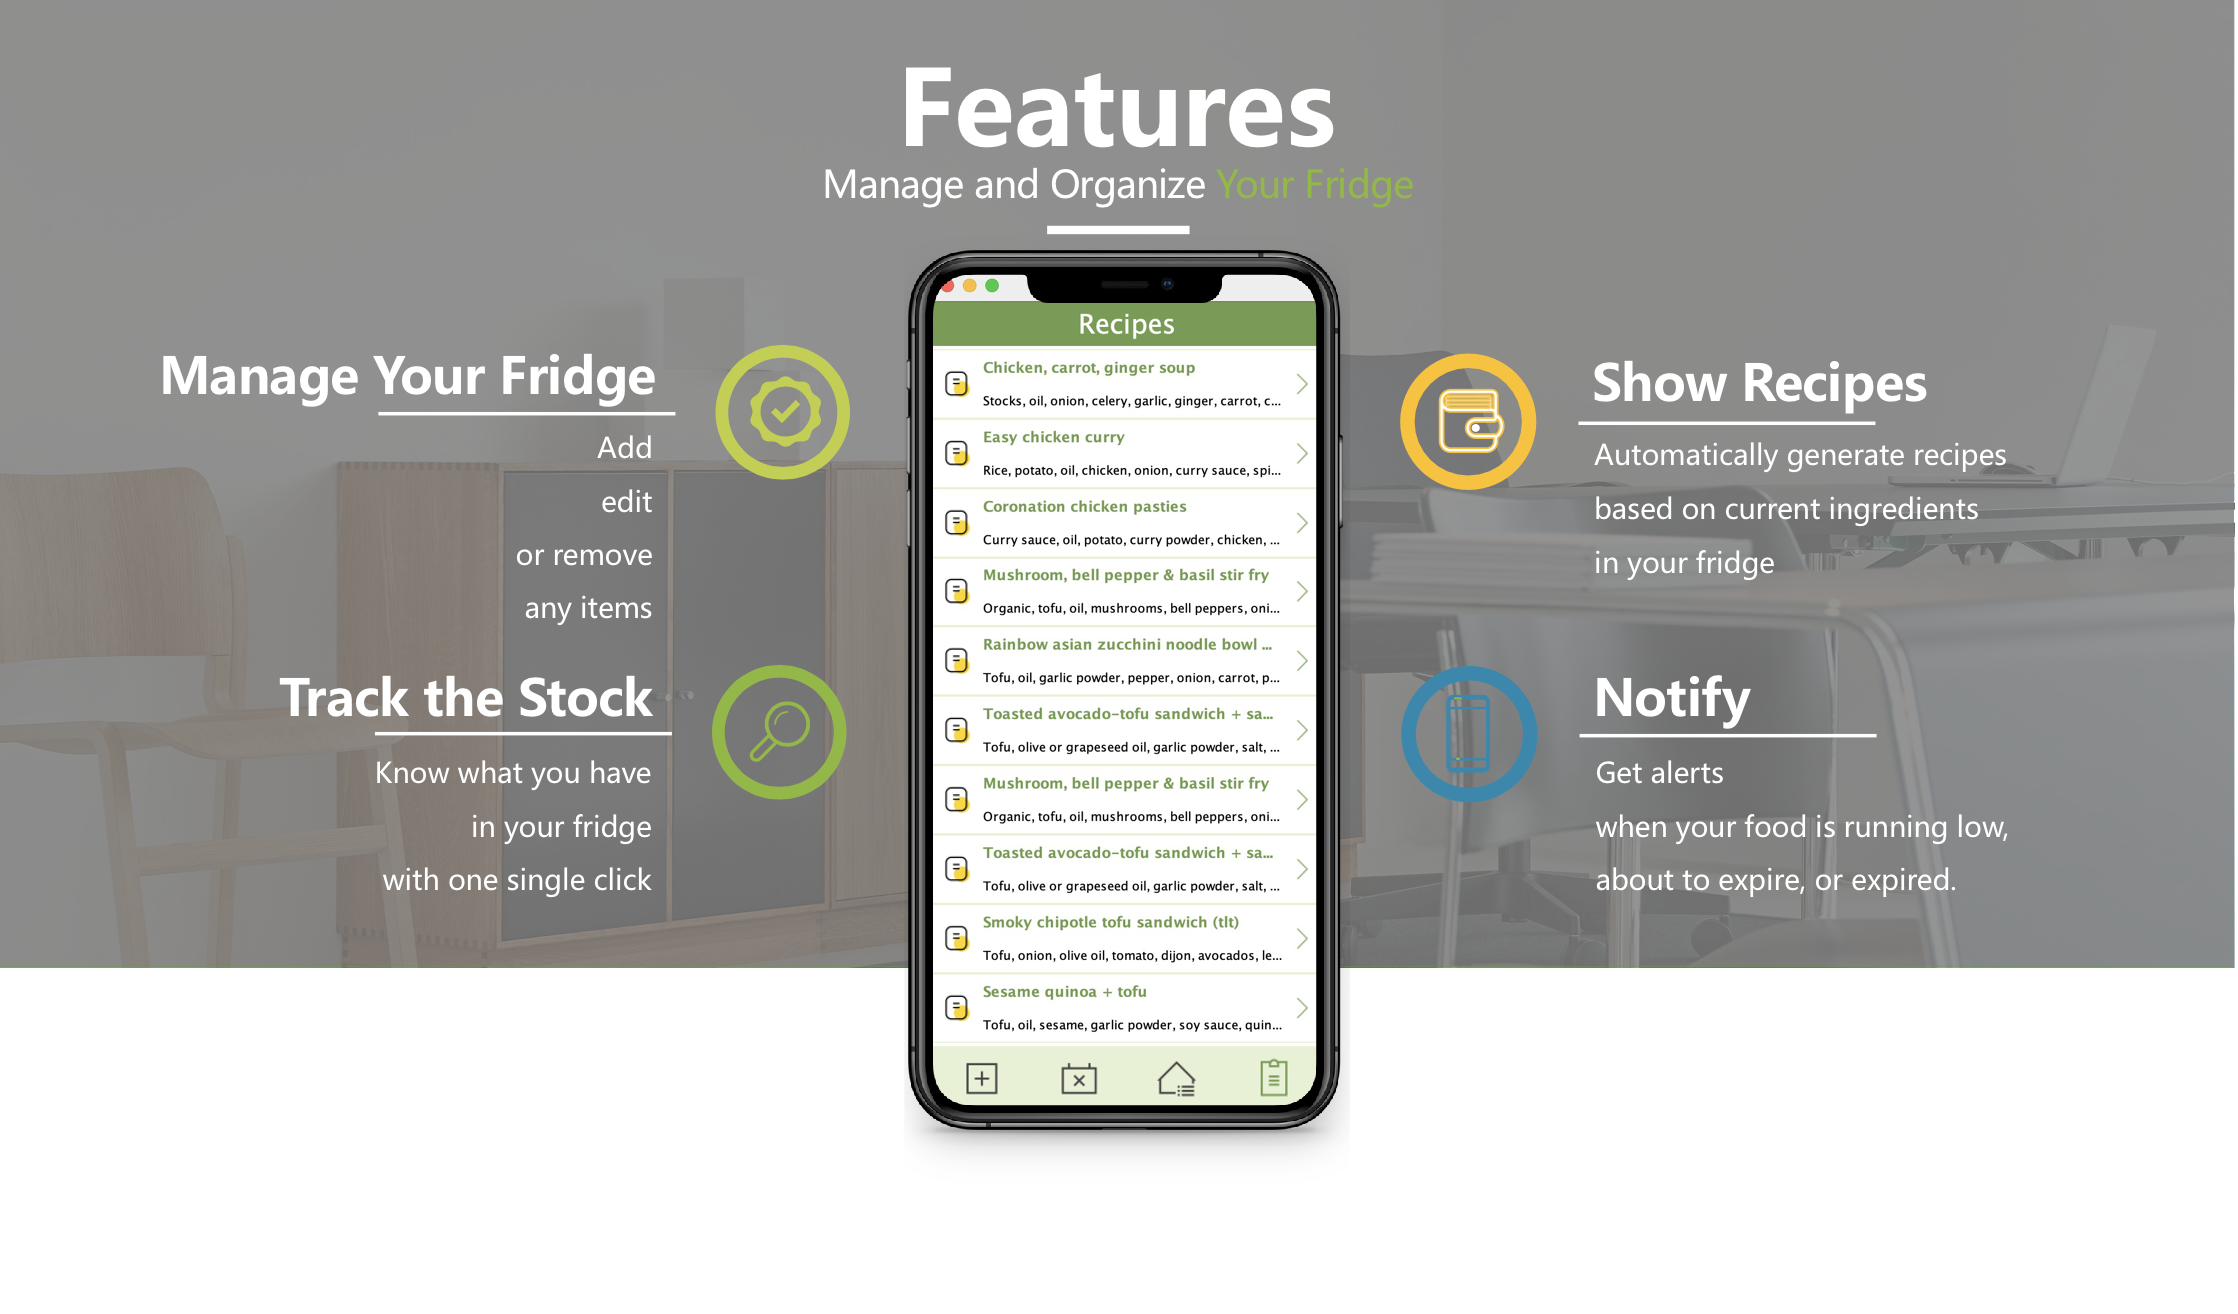 Features
Manage and Organize Your Fridge
Manage Your Fridge
Add
edit
or remove
any items
Track the Stock
Know what you have
in your fridge
with one single click
Recipes
Chicken, carrot, ginger soup
Stocks, oil, onion, celery, garlic, ginger, carrot, c...
Easy chicken curry
Rice, potato, oil, chicken, onion, curry sauce, spi...
Coronation chicken pasties
Curry sauce, oil, potato, curry powder, chicken, ...
Mushroom, bell pepper & basil stir fry
Organic, tofu, oil, mushrooms, bell peppers, oni...
Rainbow asian zucchini noodle bowl ...
Tofu, oil, garlic powder, pepper, onion, carrot, p...
Toasted avocado-tofu sandwich + sa...
Tofu, olive or grapeseed oil, garlic powder, salt, ...
Mushroom, bell pepper & basil stir fry
Organic, tofu, oil, mushrooms, bell peppers, oni...
Toasted avocado-tofu sandwich + sa...
Tofu, olive or grapeseed oil, garlic powder, salt, ...
Smoky chipotle tofu sandwich (tlt)
Tofu, onion, olive oil, tomato, dijon, avocados, le...
Sesame quinoa + tofu
Tofu, oil, sesame, garlic powder, soy sauce, quin...
Show Recipes
Automatically generate recipes
based on current ingredients
in your fridge
Notify
Get alerts
when your food is running low,
about to expire, or expired.